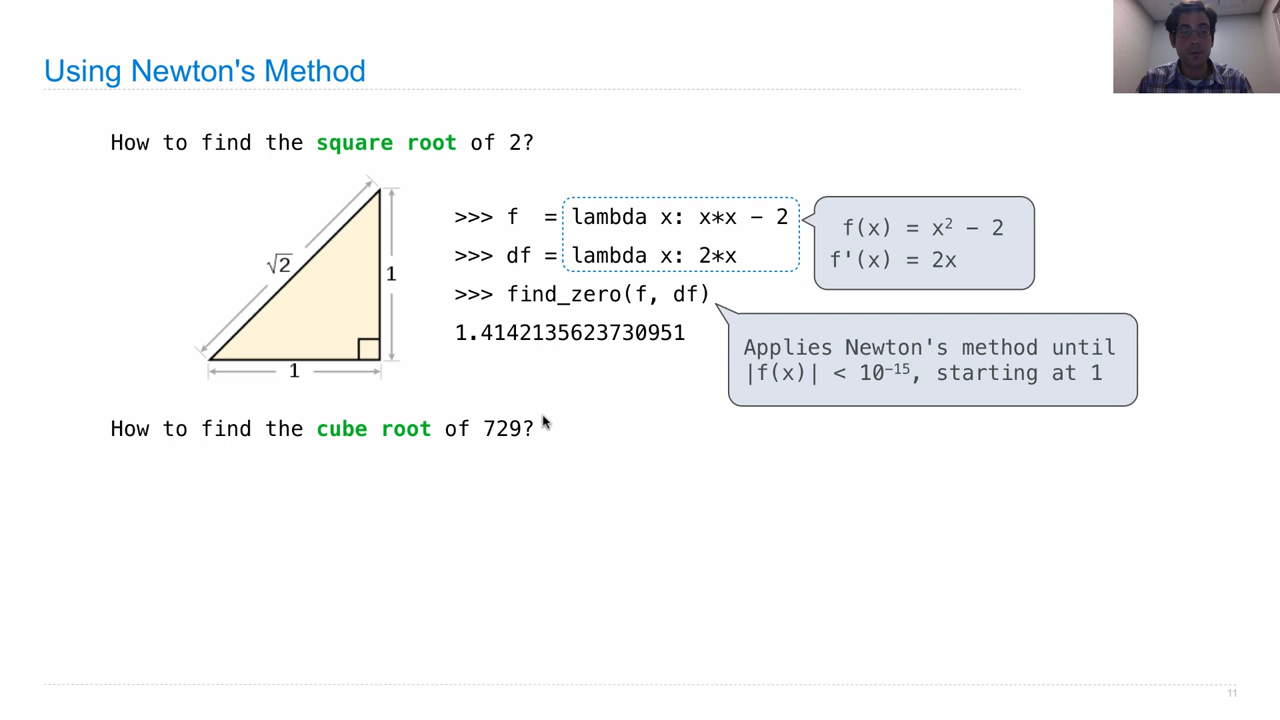 Using Newton's Method
How to find the square root of 2?
√2
1
1
>>> f  = lambda x: x*x - 2
>>> df = lambda x: 2*x
>>> find_zero(f, df)
1.4142135623730951
f(x) = x² - 2
f'(x) = 2x
Applies Newton's method until
|f(x)| < 10⁻¹⁵, starting at 1
How to find the cube root of 729?
11